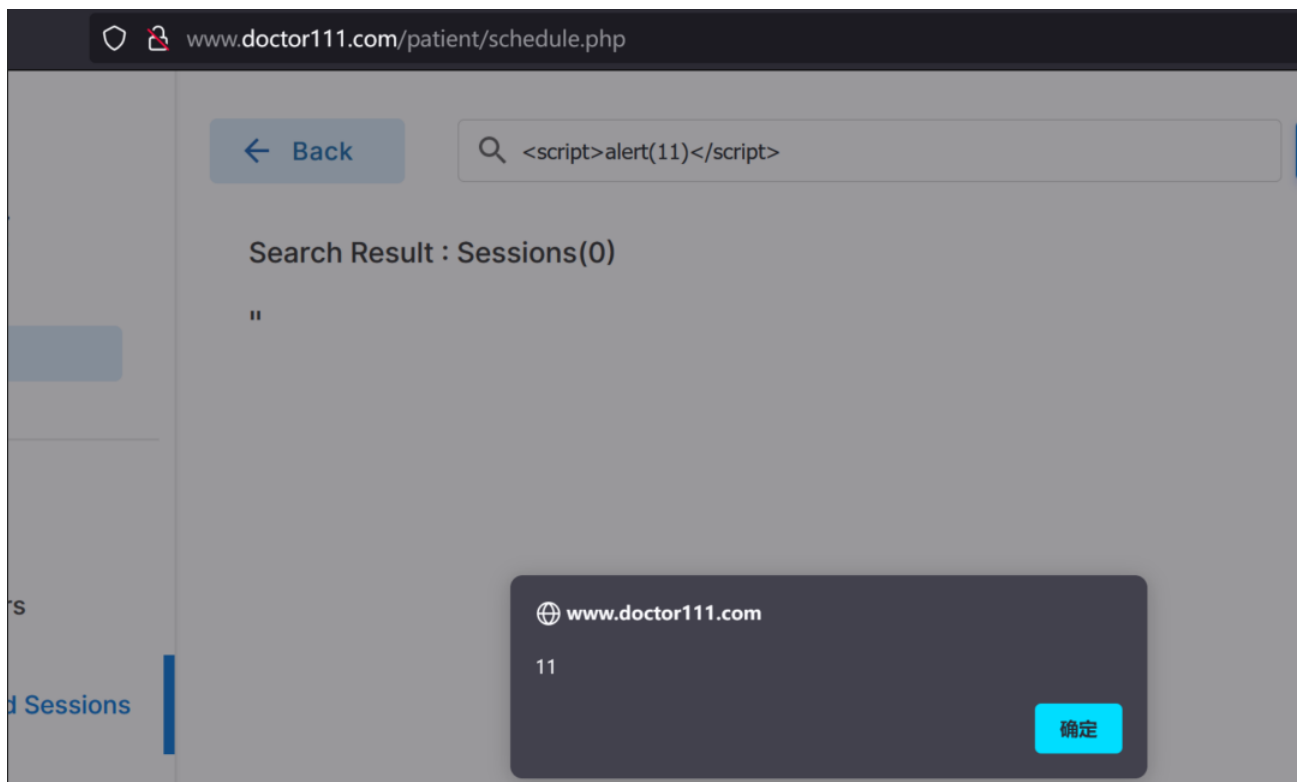 www.doctor111.com/patient/schedule.php
Back
<script>alert(11)</script>
Search Result : Sessions(0)
"
www.doctor111.com
11
rs
d Sessions
确定